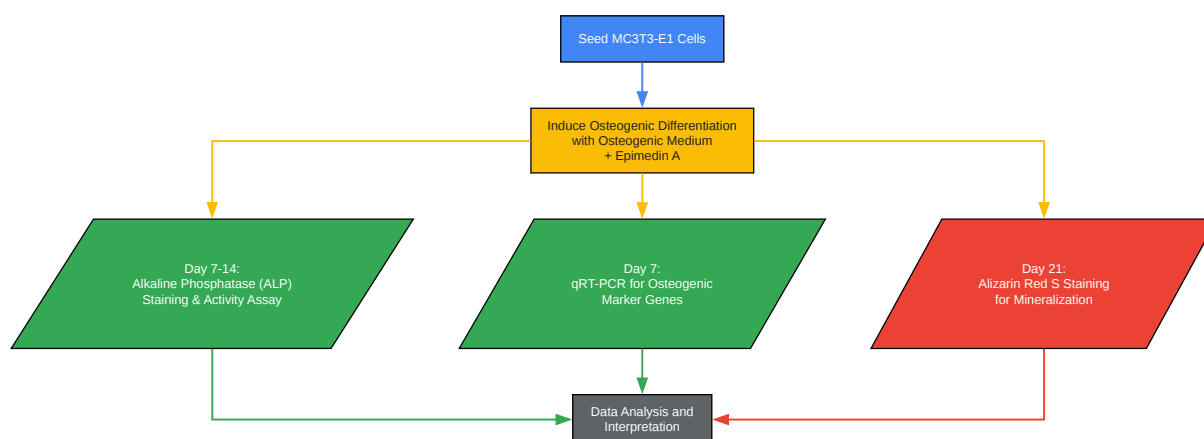 Seed MC3T3-E1 Cells
Induce Osteogenic Differentiation
with Osteogenic Medium
+ Epimedin A
Day 7-14:
Alkaline Phosphatase (ALP)
Staining & Activity Assay
Day 7:
qRT-PCR for Osteogenic
Marker Genes
Day 21:
Alizarin Red S Staining
for Mineralization
Data Analysis and
Interpretation